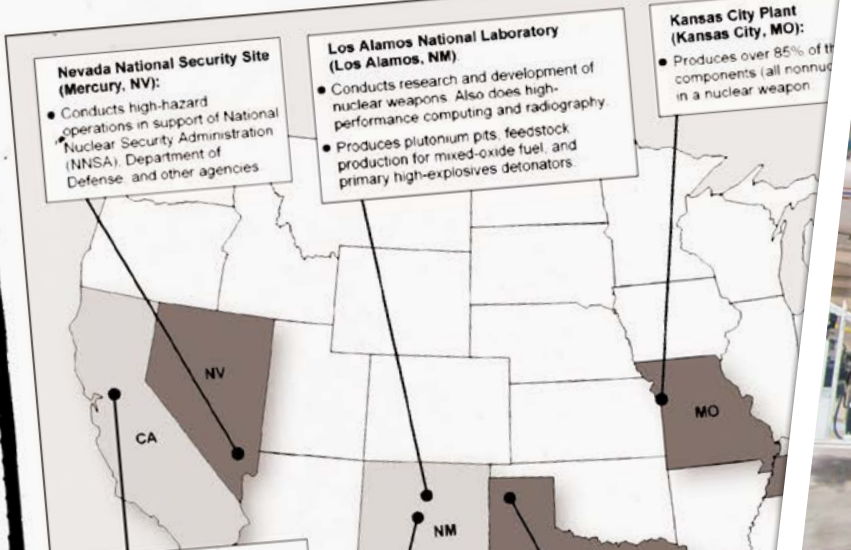 Nevada National Security Site
(Mercury, NV):
• Conducts high-hazard
operations in support of National
Nuclear Security Administration
(NNSA), Department of
Defense, and other agencies
Los Alamos National Laboratory
(Los Alamos, NM)
• Conducts research and development of
nuclear weapons. Also does high-
performance computing and radiography.
• Produces plutonium pits, feedstock
production for mixed-oxide fuel, and
primary high-explosives detonators
Kansas City Plant
(Kansas City, MO):
• Produces over 85% of
components (all
in a nuclear weapon
NV
CA
MO
NM